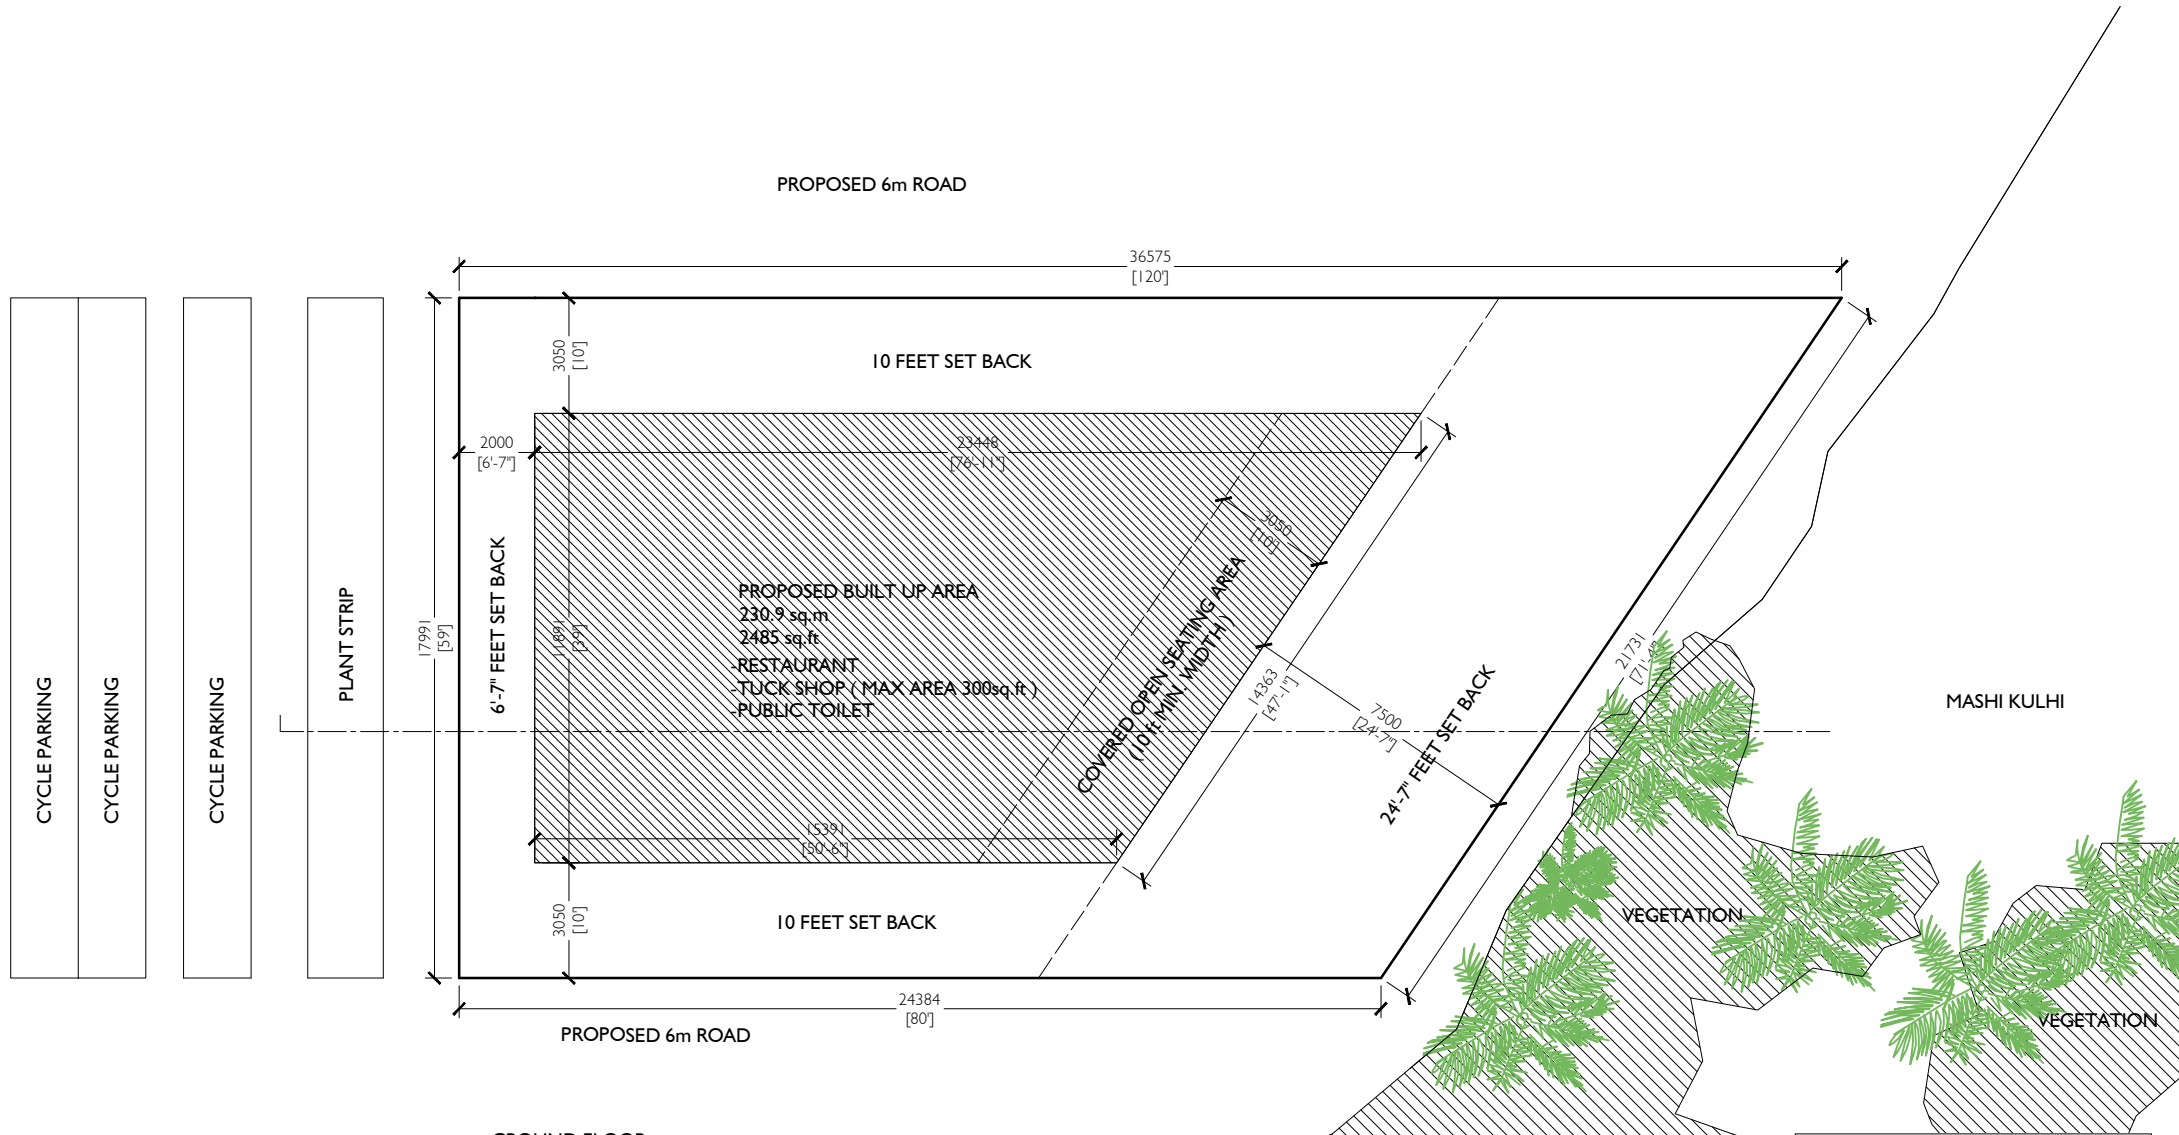 PROPOSED 6m ROAD
36575
[120']
3050
[10']
10 FEET SET BACK
2000
[6'-7"]
23448
[76'-11"]
3050
[10']
CYCLE PARKING
CYCLE PARKING
CYCLE PARKING
PLANT STRIP
17991
[59']
6'-7" FEET SET BACK
11891
[39']
PROPOSED BUILT UP AREA
230.9 sq.m
2485 sq.ft
-RESTAURANT
-TUCK SHOP ( MAX AREA 300sq.ft )
-PUBLIC TOILET
COVERED OPEN SEATING AREA
(10 ft MIN. WIDTH )
14363
[47'-1"]
7500
[24'-7"]
24'-7" FEET SET BACK
21731
[71'-4"]
MASHI KULHI
15391
[50'-6"]
3050
[10']
10 FEET SET BACK
VEGETATION
VEGETATION
24384
[80']
PROPOSED 6m ROAD
GROUND FLOOR